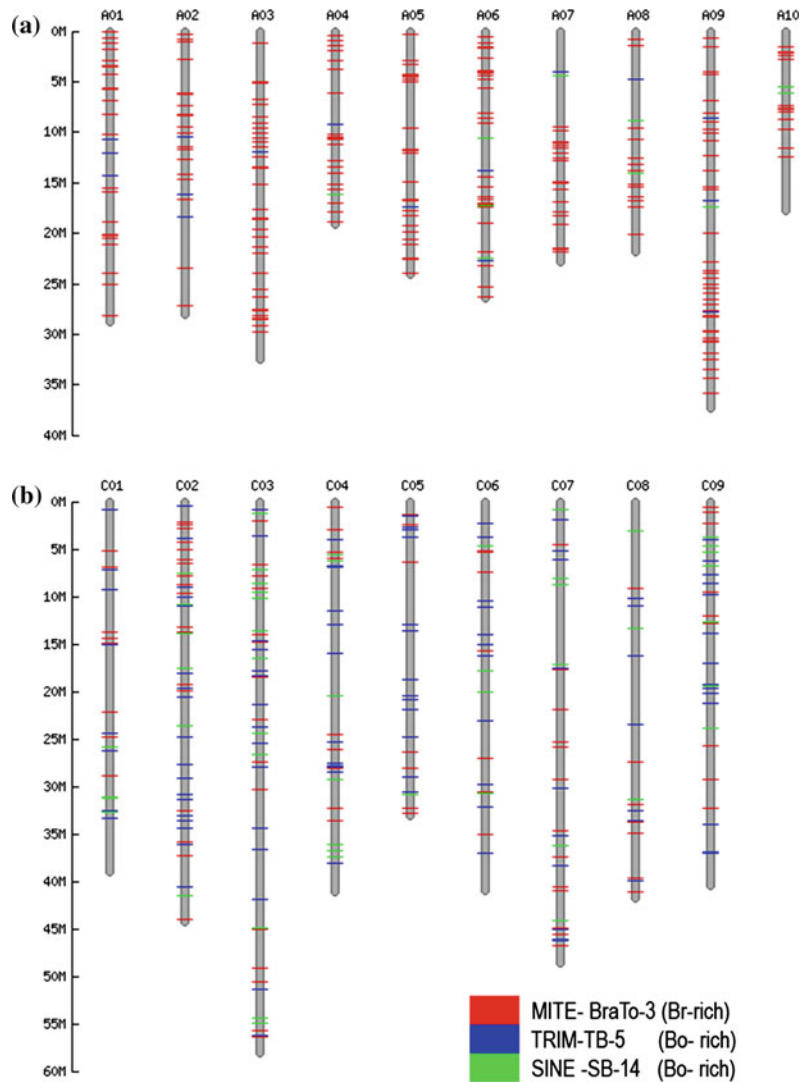 (a)
A01 A02 A03 A04 A05 A06 A07 A08 A09 A10
0M
5M
10M
15M
20M
25M
30M
35M
40M
(b)
C01 C02 C03 C04 C05 C06 C07 C08 C09
0M
5M
10M
15M
20M
25M
30M
35M
40M
45M
50M
55M
60M
MITE- BraTo-3 (Br-rich)
TRIM-TB-5 (Bo- rich)
SINE -SB-14 (Bo- rich)